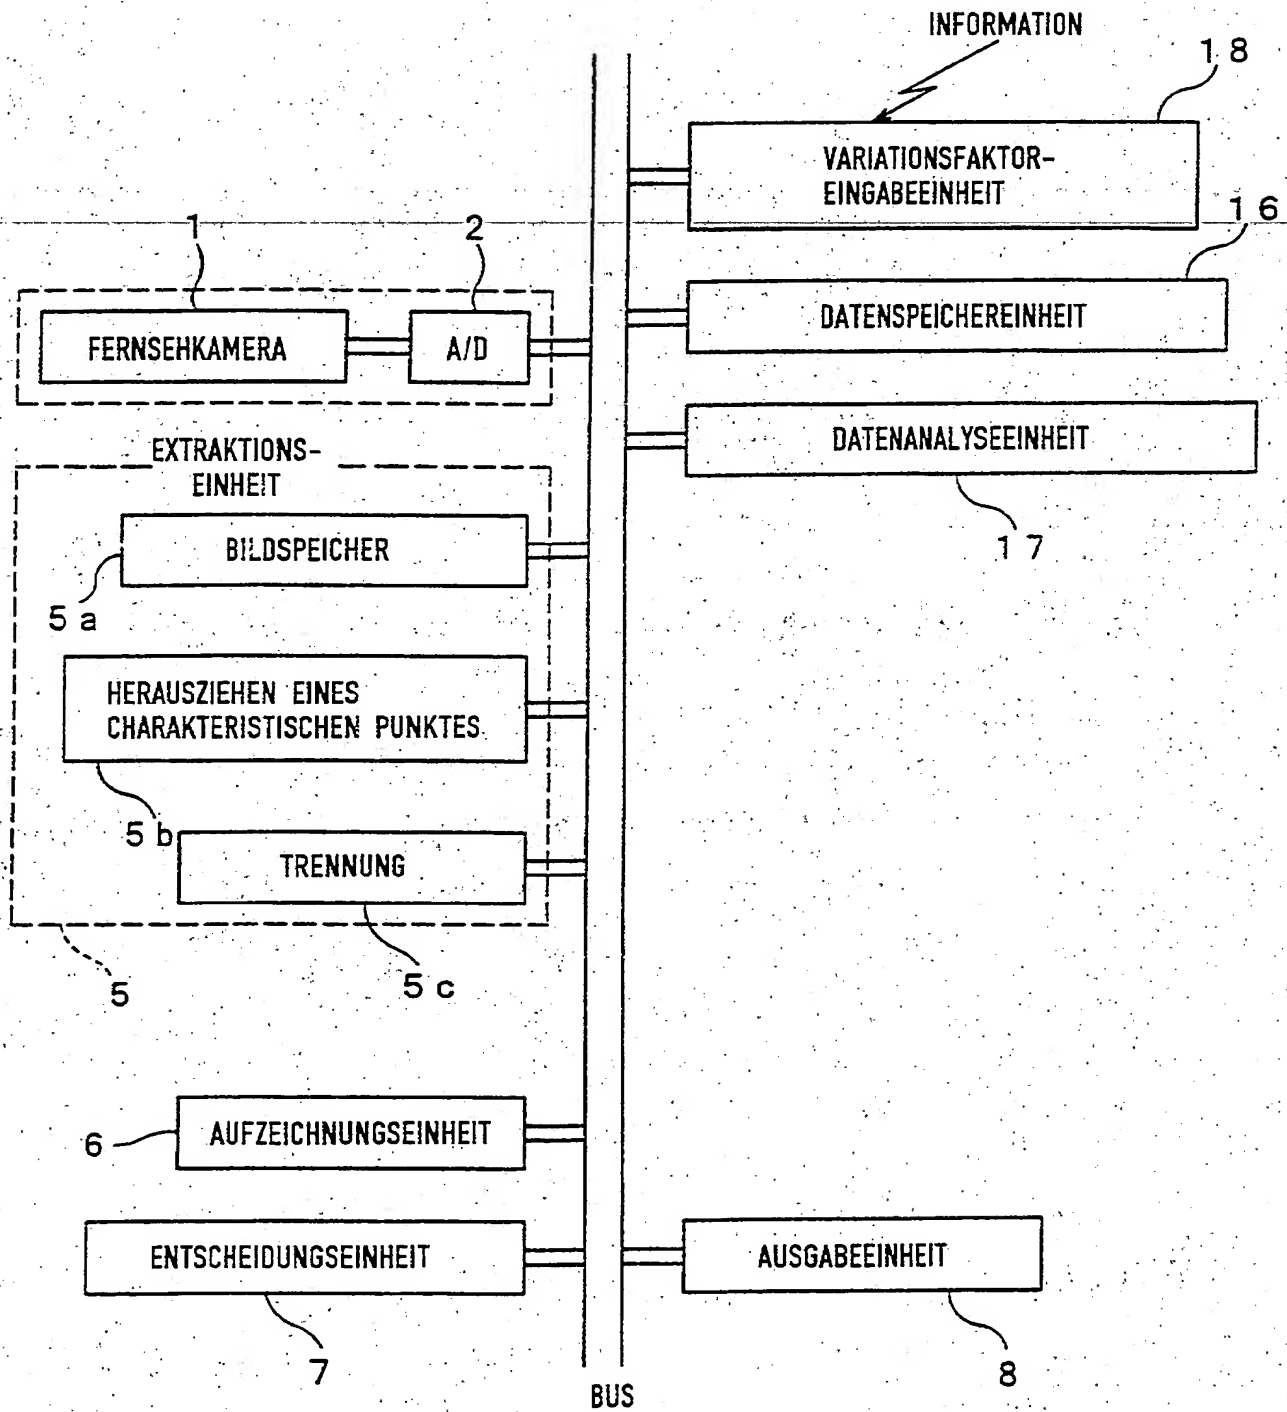 INFORMATION
18
VARIATIONSFAKTOR-
EINGABEEINHEIT
16
1
2
DATENSPEICHEREINHEIT
FERNSEHKAMERA
A/D
DATENANALYSEEINHEIT
17
EXTRAKTIONS-
EINHEIT
BILDSPEICHER
5a
HERAUSZIEHEN EINES
CHARAKTERISTISCHEN PUNKTES
5b
TRENNUNG
5c
5
6
AUFZEICHNUNGSEINHEIT
ENTSCHEIDUNGSEINHEIT
7
AUSGABEEINHEIT
8
BUS